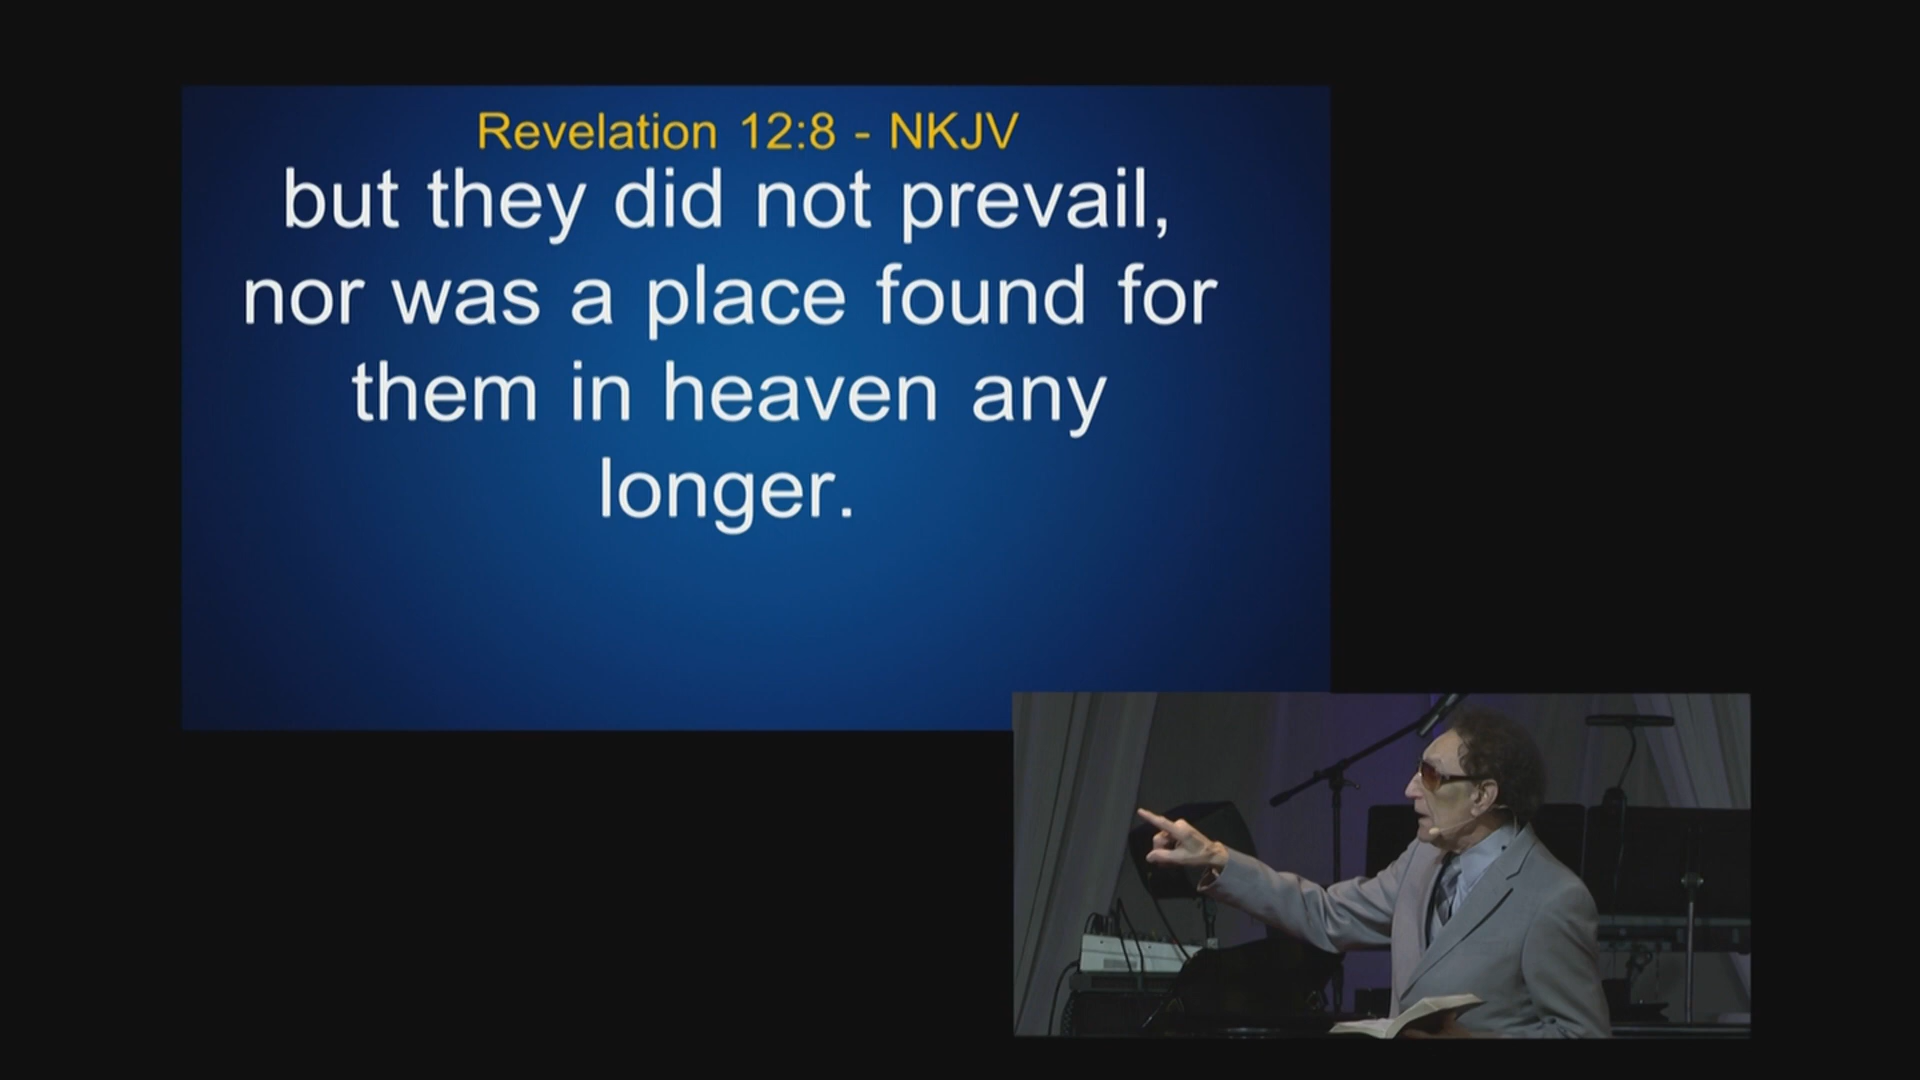 Revelation 12:8 - NKJV
but they did not prevail,
nor was a place found for
them in heaven any
longer.